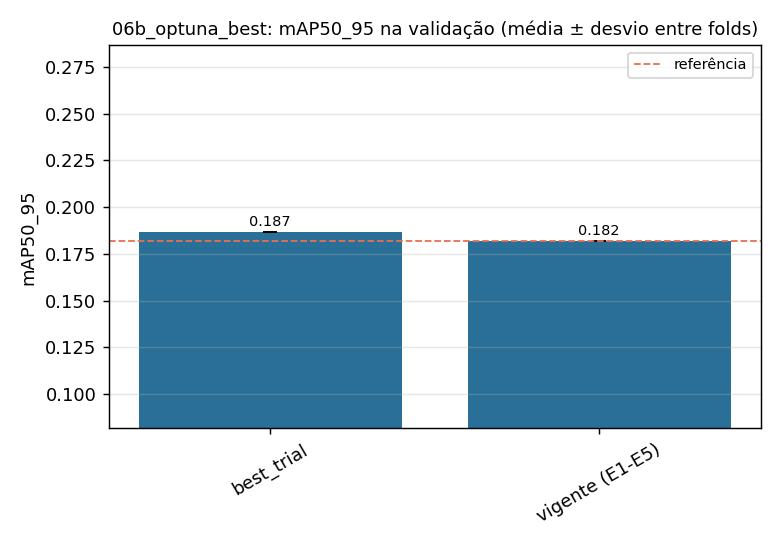 06b_optuna_best: mAP50_95 na validação (média ± desvio entre folds)
referência
0.275
0.250
0.225
0.200
0.175
0.150
0.125
0.100
mAP50_95
0.187
0.182
best_trial
vigente (E1-E5)